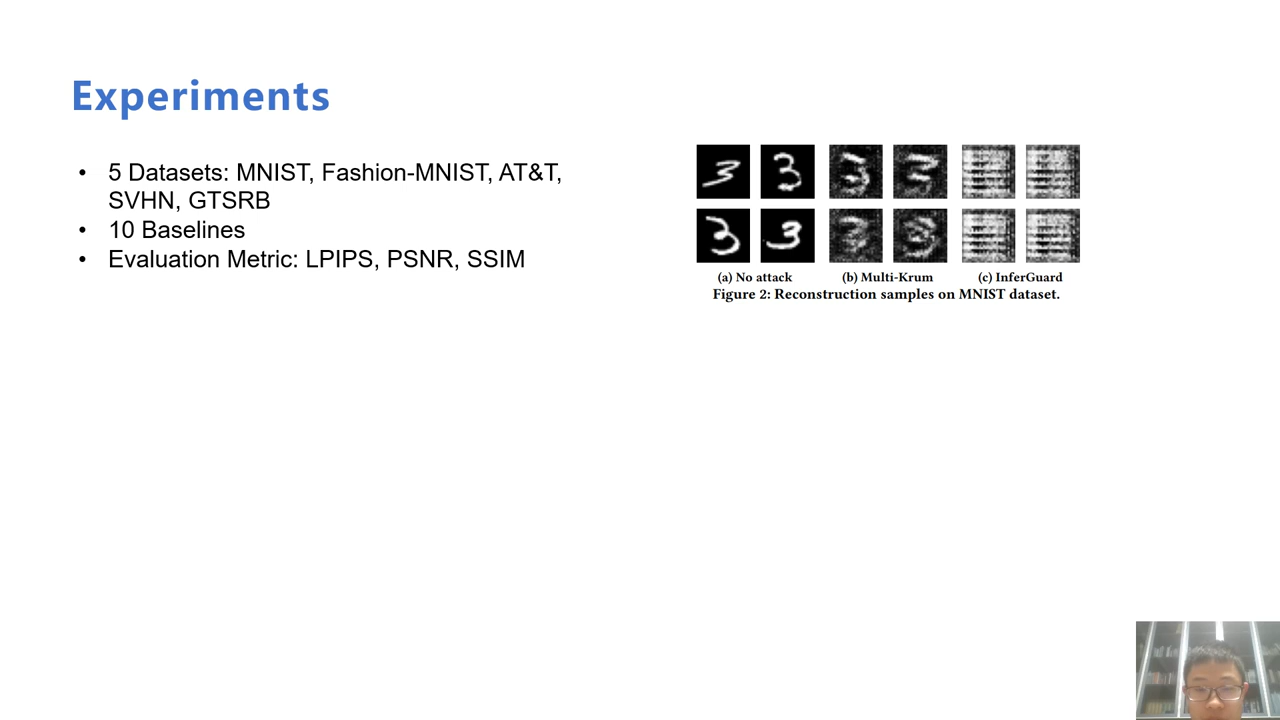 Experiments
• 5 Datasets: MNIST, Fashion-MNIST, AT&T,
SVHN, GTSRB
• 10 Baselines
• Evaluation Metric: LPIPS, PSNR, SSIM
(a) No attack (b) Multi-Krum (c) InferGuard
Figure 2: Reconstruction samples on MNIST dataset.